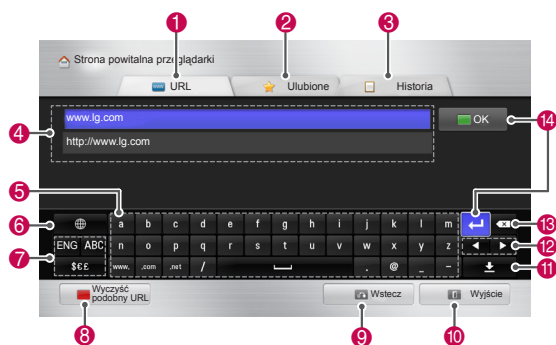 1 2 3
Strona powitalna przeglądarki
URL Ulubione Historia
4 www.lg.com OK 14
http://www.lg.com
5
6 a b c d e f g h i j k l m 13
7 ENG ABC n o p q r s t u v w x y z 12
$€£ www. .com .net / . @ _ - 11
Wyczyść
podobny URL
Wstecz Wyjście
8 9 10